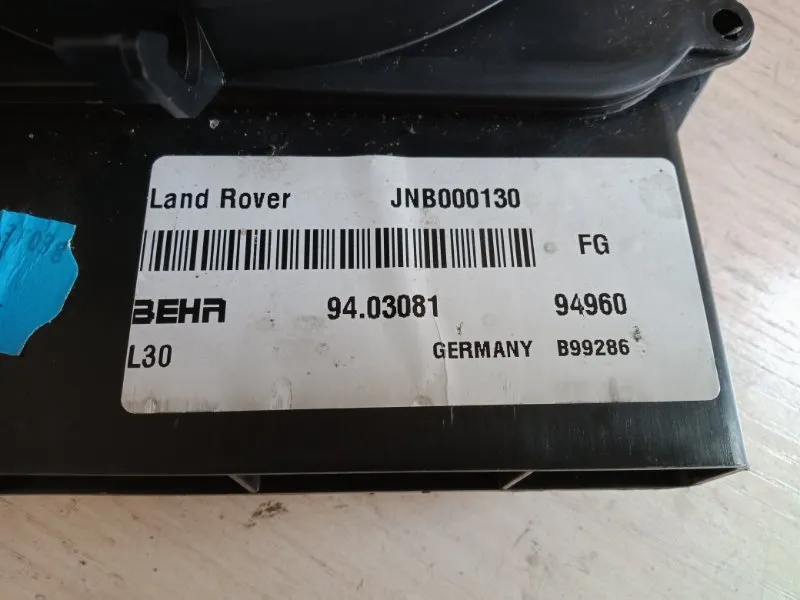 Land Rover JNB000130
FG
BEHR 94.03081 94960
L30 GERMANY B99286